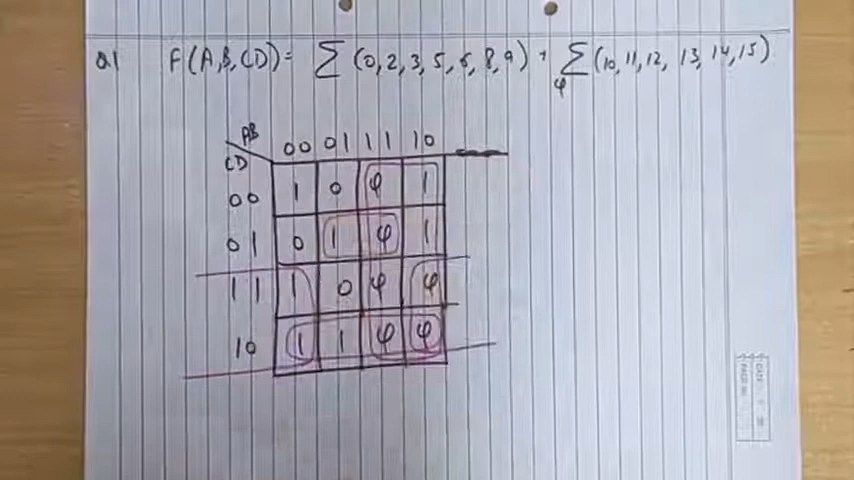 Q1 F(A,B,CD)= Σ (0,2,3,5,6,8,9) + Σφ (10,11,12, 13,14,15)
AB
CD
00 01 11 10
00 1 0 φ 1
01 0 1 φ 1
11 1 0 φ φ
10 1 1 φ φ